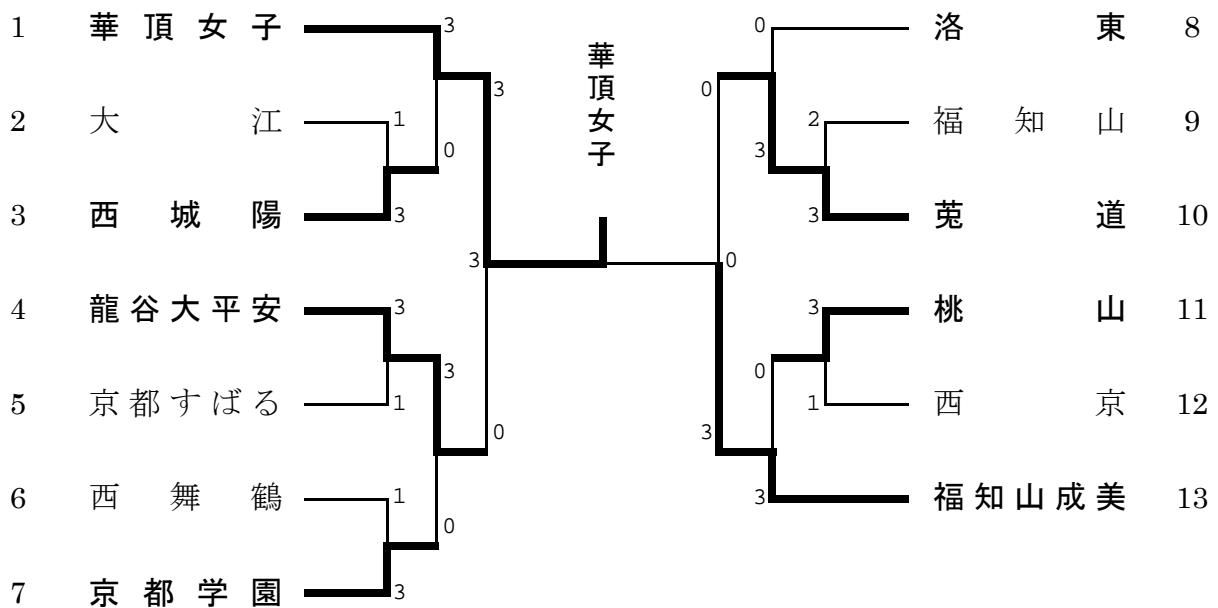 1 華頂女子 3
2 大江 1
3 西城陽 3
0
3
4 龍谷大平安 3
5 京都すばる 1
3
6 西舞鶴 1
7 京都学園 3
0
0
3
華頂女子
0
0 洛東 8
2 福知山 9
3 莵道 10
3
0
3 桃山 11
1 西京 12
0
3 福知山成美 13
3